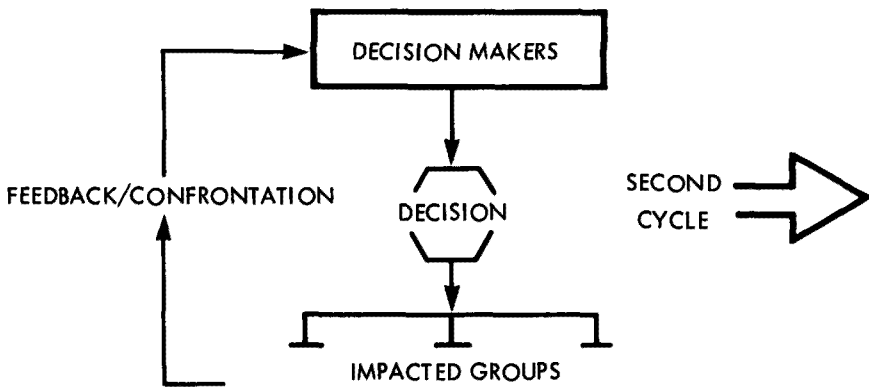 DECISION MAKERS
FEEDBACK/CONFRONTATION
DECISION
SECOND
CYCLE
IMPACTED GROUPS